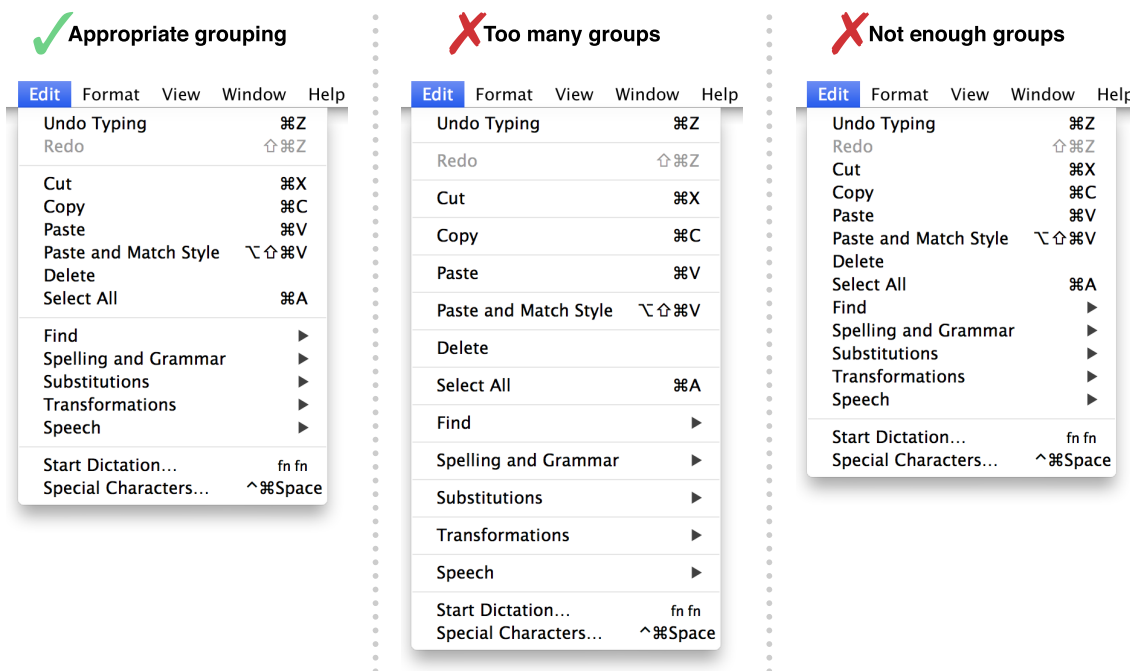 Appropriate grouping
Edit Format View Window Help
Undo Typing ⌘Z
Redo ⇧⌘Z
Cut ⌘X
Copy ⌘C
Paste ⌘V
Paste and Match Style ⌥⇧⌘V
Delete
Select All ⌘A
Find ▶
Spelling and Grammar ▶
Substitutions ▶
Transformations ▶
Speech ▶
Start Dictation… fn fn
Special Characters… ^⌘Space
Too many groups
Edit Format View Window Help
Undo Typing ⌘Z
Redo ⇧⌘Z
Cut ⌘X
Copy ⌘C
Paste ⌘V
Paste and Match Style ⌥⇧⌘V
Delete
Select All ⌘A
Find ▶
Spelling and Grammar ▶
Substitutions ▶
Transformations ▶
Speech ▶
Start Dictation… fn fn
Special Characters… ^⌘Space
Not enough groups
Edit Format View Window Help
Undo Typing ⌘Z
Redo ⇧⌘Z
Cut ⌘X
Copy ⌘C
Paste ⌘V
Paste and Match Style ⌥⇧⌘V
Delete
Select All ⌘A
Find ▶
Spelling and Grammar ▶
Substitutions ▶
Transformations ▶
Speech ▶
Start Dictation… fn fn
Special Characters… ^⌘Space